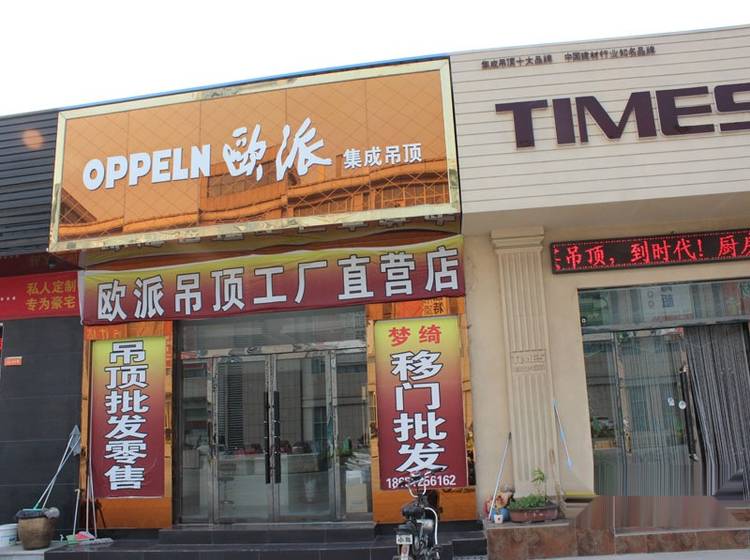 集成吊顶十大品牌 中国建材行业知名品牌
TIMES
OPPELN 欧派 集成吊顶
吊顶，到时代！厨
欧派吊顶工厂直营店
私人定制
专为豪宅
吊顶批发零售
梦绮
移门批发